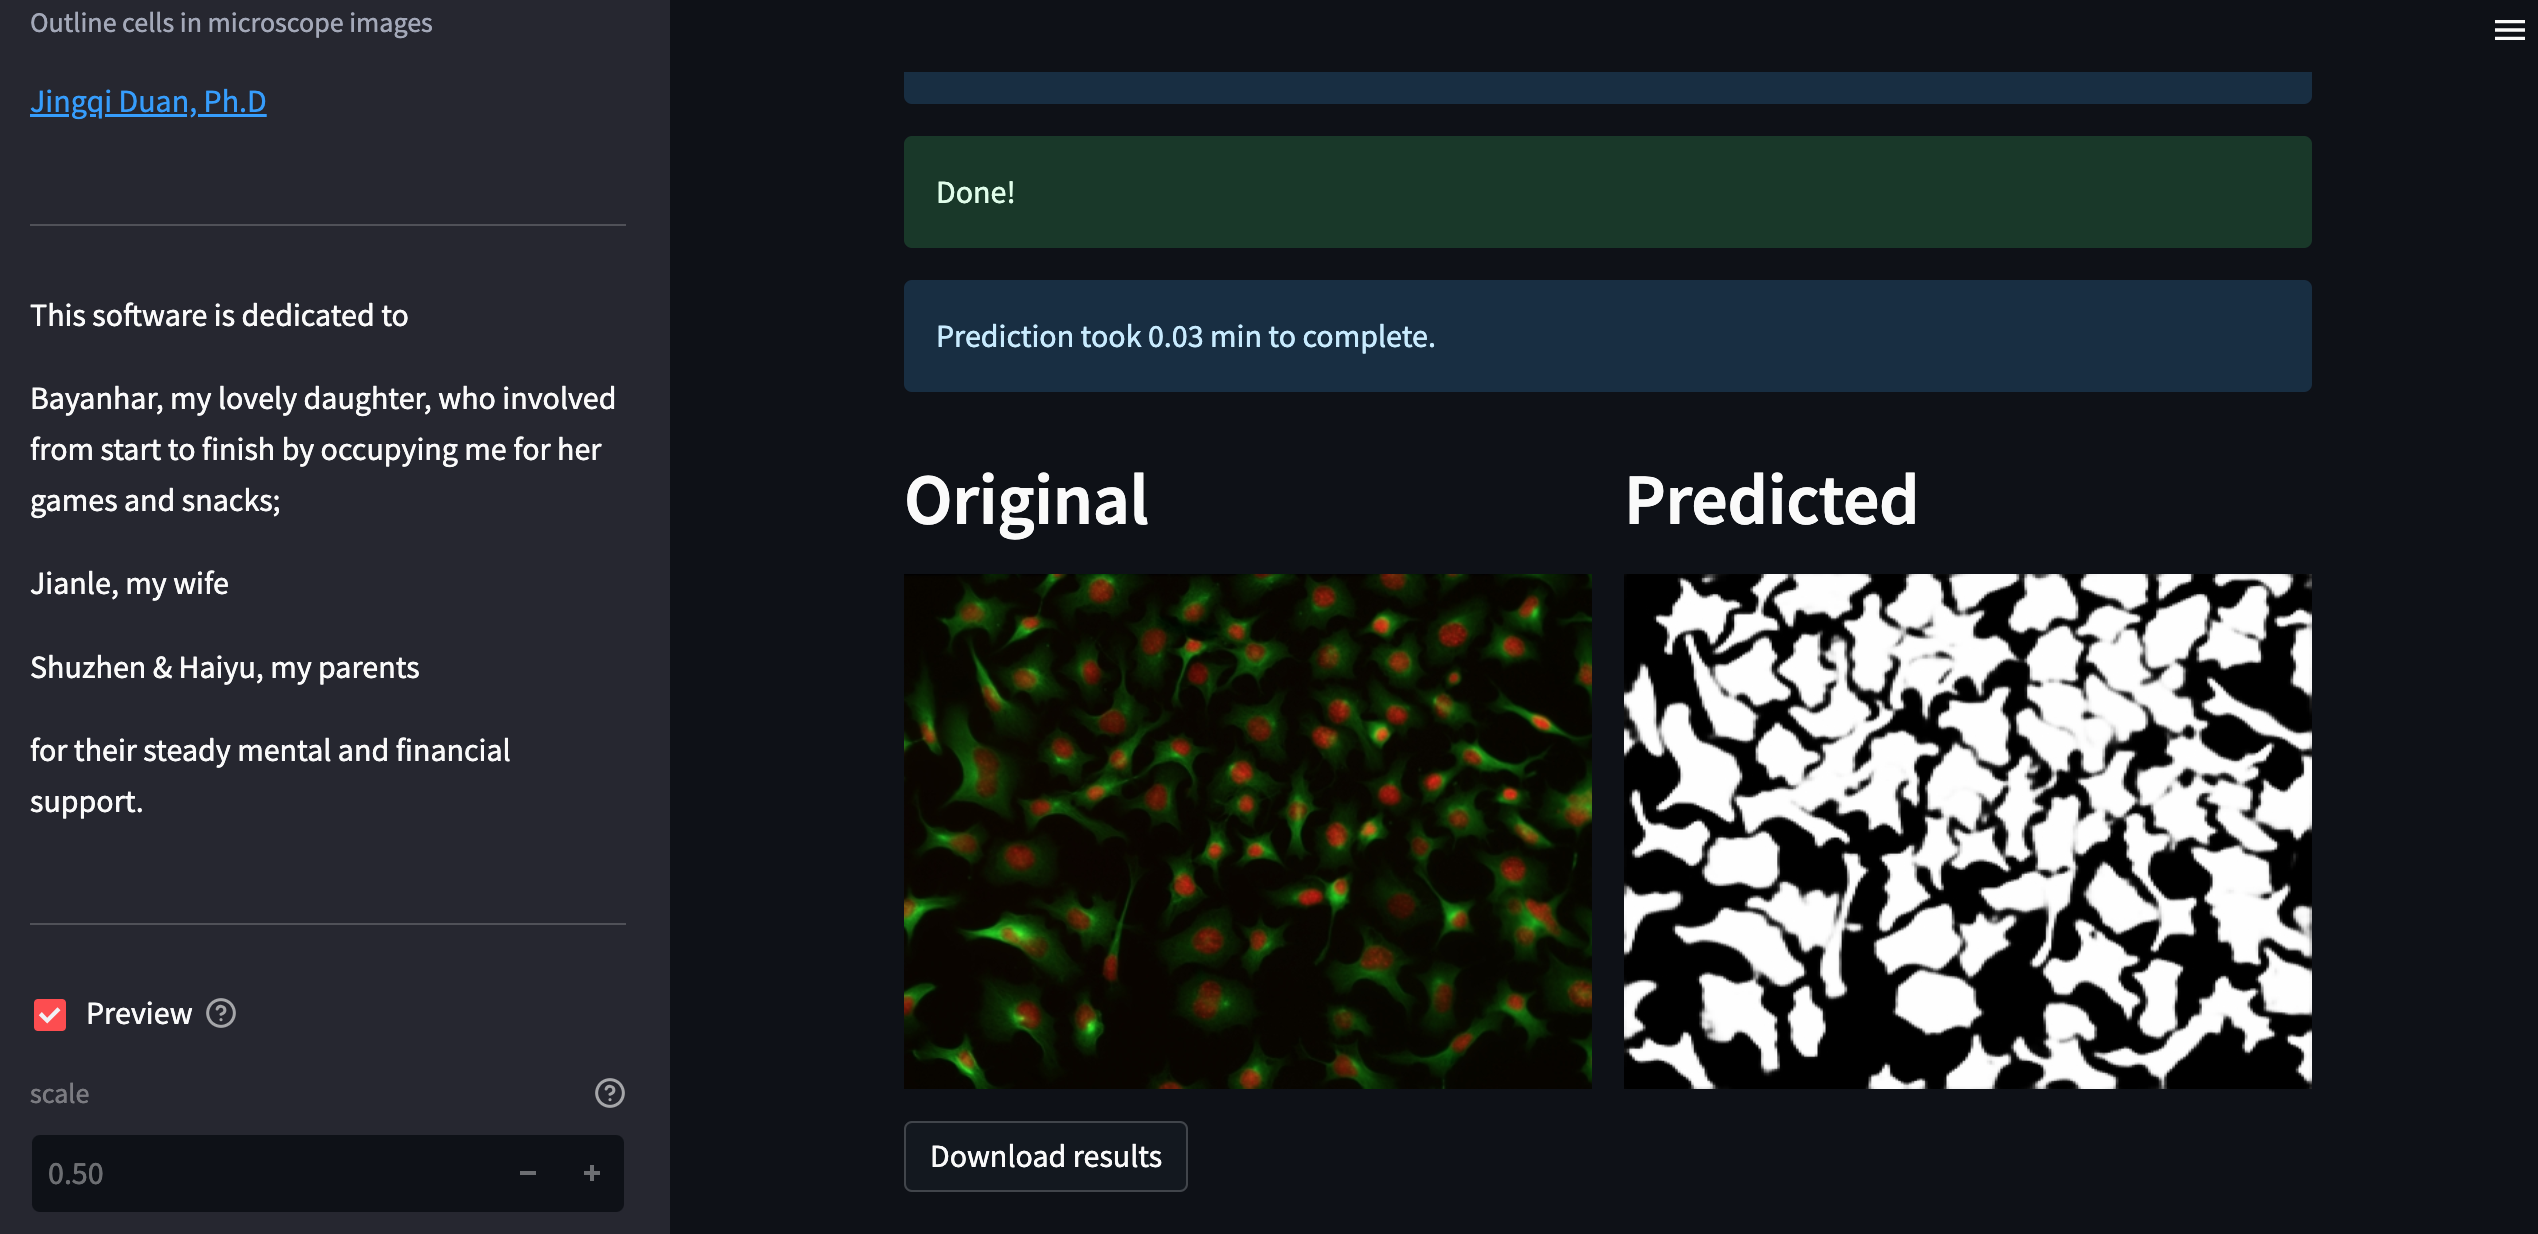 Outline cells in microscope images
Jingqi Duan, Ph.D
This software is dedicated to
Bayanhar, my lovely daughter, who involved
from start to finish by occupying me for her
games and snacks;
Jianle, my wife
Shuzhen & Haiyu, my parents
for their steady mental and financial
support.
Preview
scale
0.50
Done!
Prediction took 0.03 min to complete.
Original
Predicted
Download results